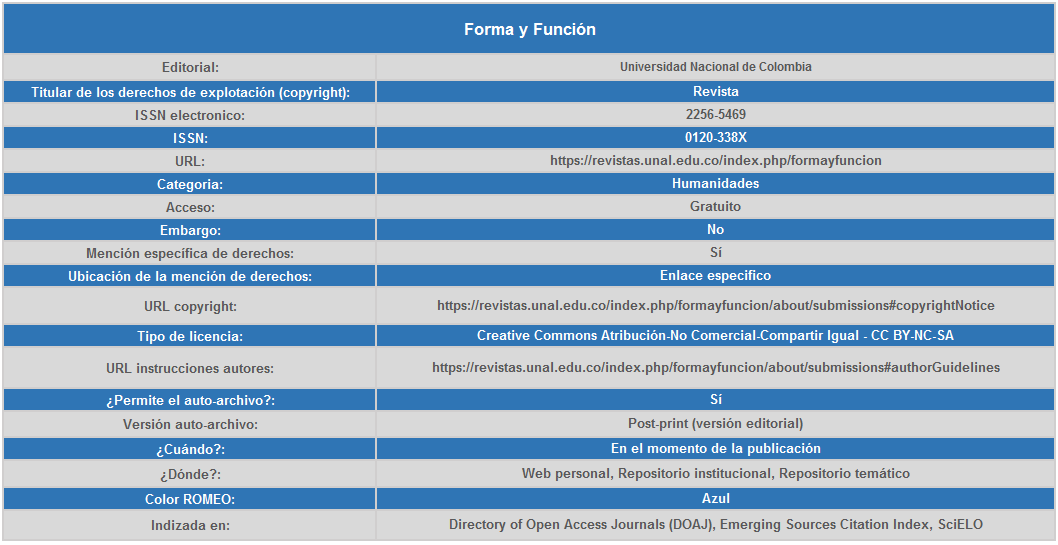 Forma y Función
Editorial: Universidad Nacional de Colombia
Titular de los derechos de explotación (copyright): Revista
ISSN electronico: 2256-5469
ISSN: 0120-338X
URL: https://revistas.unal.edu.co/index.php/formayfuncion
Categoria: Humanidades
Acceso: Gratuito
Embargo: No
Mención específica de derechos: Sí
Ubicación de la mención de derechos: Enlace especifico
URL copyright: https://revistas.unal.edu.co/index.php/formayfuncion/about/submissions#copyrightNotice
Tipo de licencia: Creative Commons Atribución-No Comercial-Compartir Igual - CC BY-NC-SA
URL instrucciones autores: https://revistas.unal.edu.co/index.php/formayfuncion/about/submissions#authorGuidelines
¿Permite el auto-archivo?: Sí
Versión auto-archivo: Post-print (versión editorial)
¿Cuándo?: En el momento de la publicación
¿Dónde?: Web personal, Repositorio institucional, Repositorio temático
Color ROMEO: Azul
Indizada en: Directory of Open Access Journals (DOAJ), Emerging Sources Citation Index, SciELO